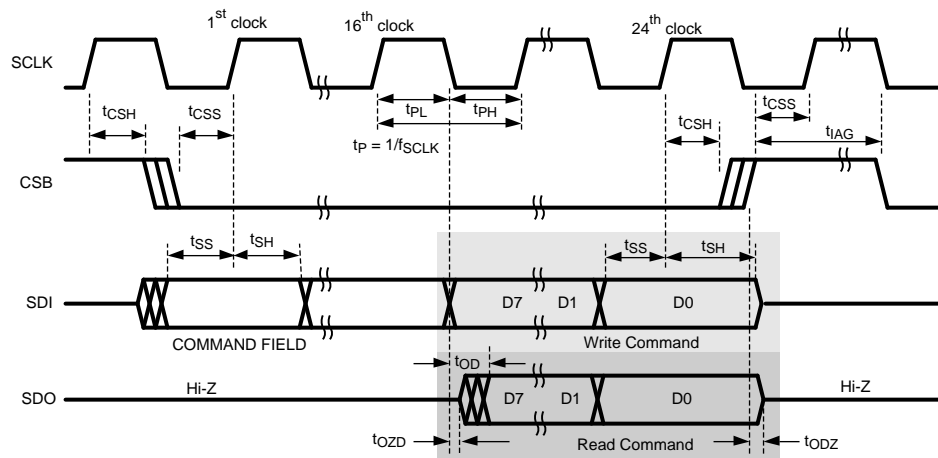 1st clock 16th clock 24th clock
SCLK
tCSH tCSS tPL tPH tCSH tCSS
tIAG
tP = 1/fSCLK
CSB
tSS tSH tSS tSH
SDI D7 D1 D0
COMMAND FIELD Write Command
tOD
Hi-Z Hi-Z
SDO D7 D1 D0
tOZD Read Command tODZ